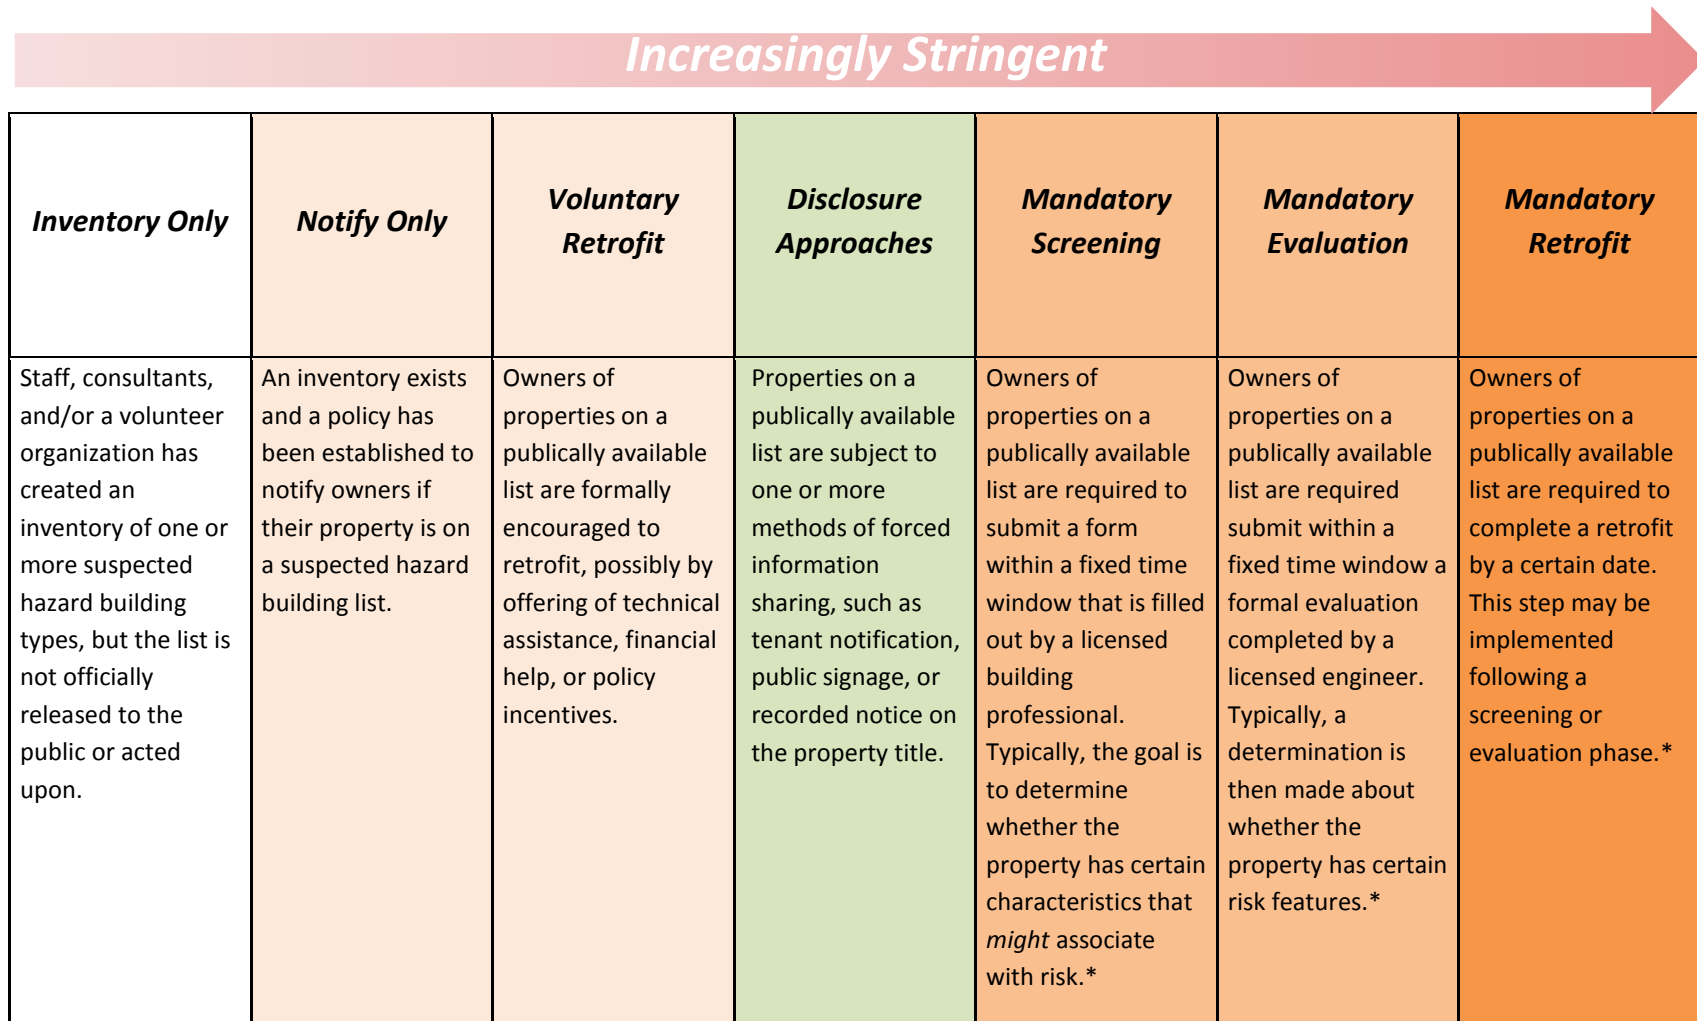 Increasingly Stringent
Inventory Only
Notify Only
Voluntary
Retrofit
Disclosure
Approaches
Mandatory
Screening
Mandatory
Evaluation
Mandatory
Retrofit
Staff, consultants,
and/or a volunteer
organization has
created an
inventory of one or
more suspected
hazard building
types, but the list is
not officially
released to the
public or acted
upon.
An inventory exists
and a policy has
been established to
notify owners if
their property is on
a suspected hazard
building list.
Owners of
properties on a
publically available
list are formally
encouraged to
retrofit, possibly by
offering of technical
assistance, financial
help, or policy
incentives.
Properties on a
publically available
list are subject to
one or more
methods of forced
information
sharing, such as
tenant notification,
public signage, or
recorded notice on
the property title.
Owners of
properties on a
publically available
list are required to
submit a form
within a fixed time
window that is filled
out by a licensed
building
professional.
Typically, the goal is
to determine
whether the
property has certain
characteristics that
might associate
with risk.*
Owners of
properties on a
publically available
list are required
submit within a
fixed time window a
formal evaluation
completed by a
licensed engineer.
Typically, a
determination is
then made about
whether the
property has certain
risk features.*
Owners of
properties on a
publically available
list are required to
complete a retrofit
by a certain date.
This step may be
implemented
following a
screening or
evaluation phase.*